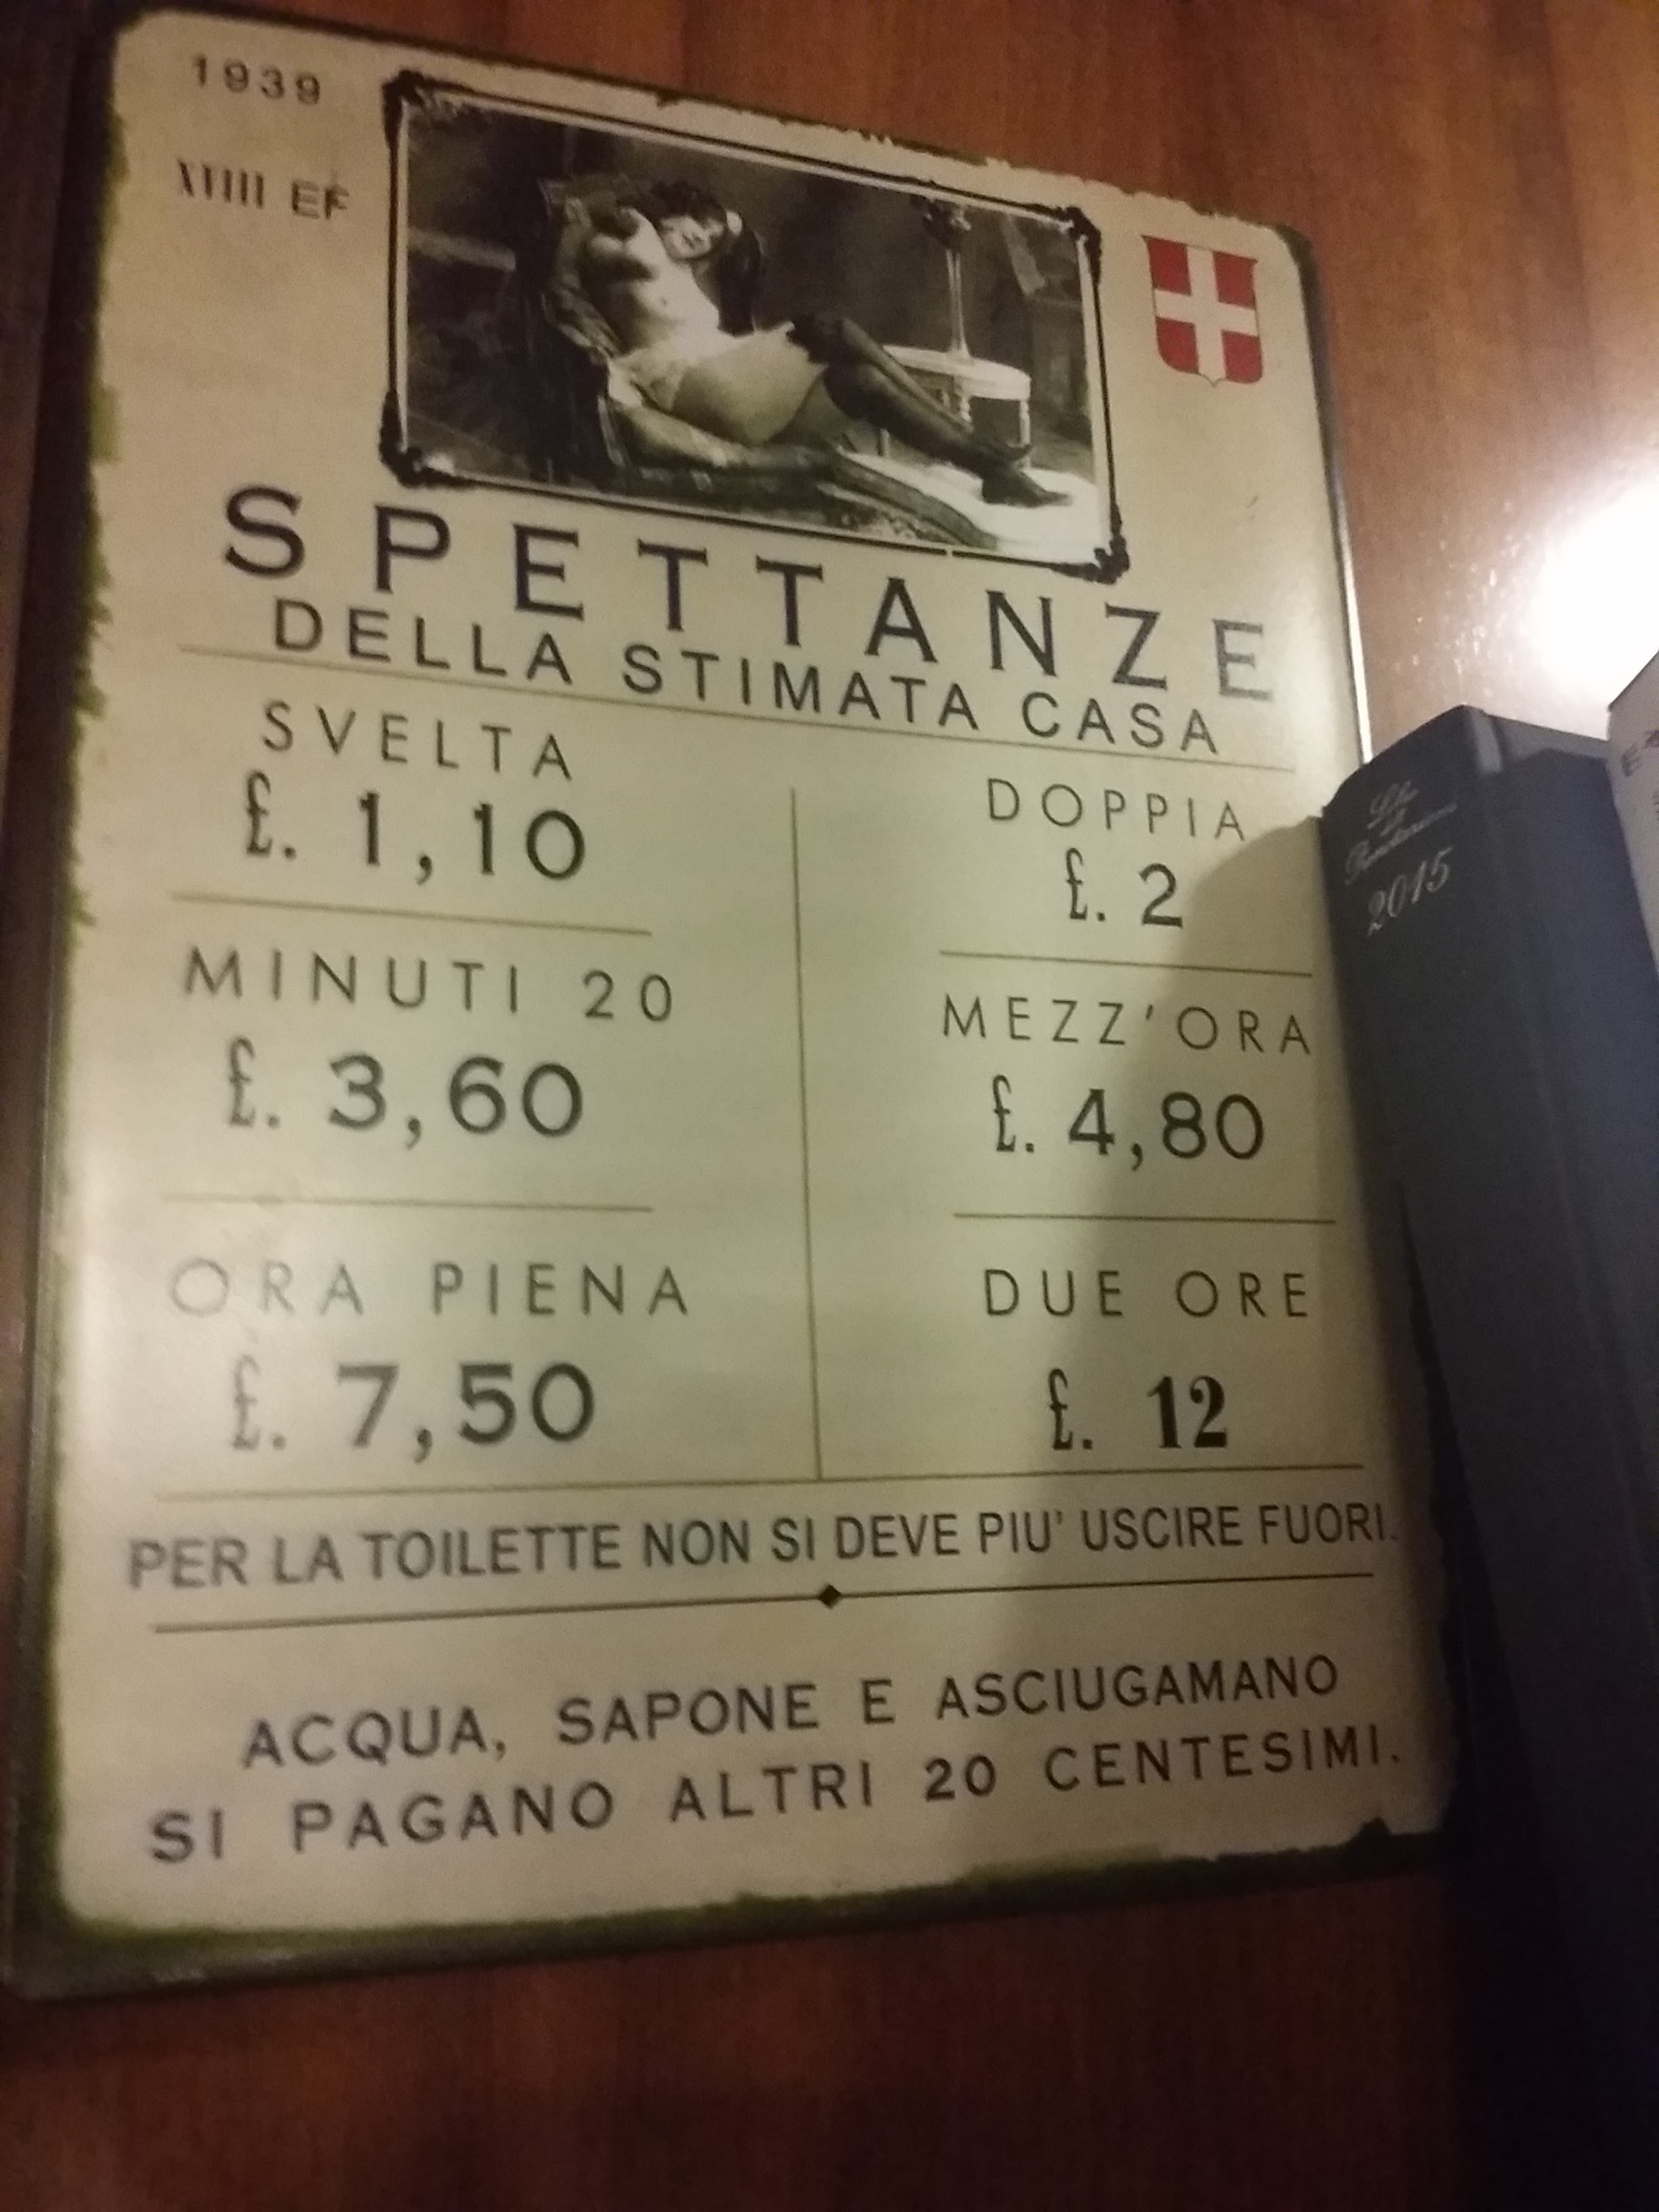 1939
XVIIII EF
SPETTANZE
DELLA STIMATA CASA
SVELTA
£. 1,10
DOPPIA
£. 2
MINUTI 20
£. 3,60
MEZZ'ORA
£. 4,80
ORA PIENA
£. 7,50
DUE ORE
£. 12
PER LA TOILETTE NON SI DEVE PIU' USCIRE FUORI.
ACQUA, SAPONE E ASCIUGAMANO
SI PAGANO ALTRI 20 CENTESIMI.
2015